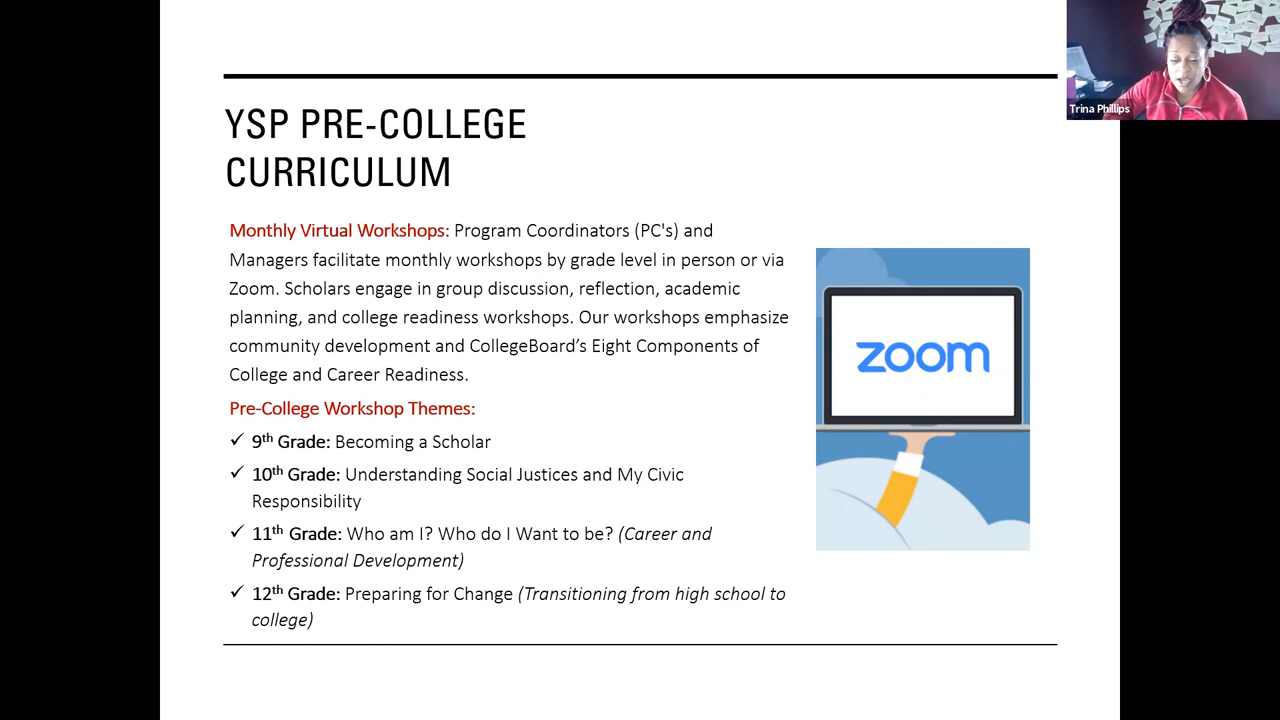 YSP PRE-COLLEGE
CURRICULUM
Monthly Virtual Workshops: Program Coordinators (PC's) and
Managers facilitate monthly workshops by grade level in person or via
Zoom. Scholars engage in group discussion, reflection, academic
planning, and college readiness workshops. Our workshops emphasize
community development and CollegeBoard’s Eight Components of
College and Career Readiness.
Pre-College Workshop Themes:
✓ 9th Grade: Becoming a Scholar
✓ 10th Grade: Understanding Social Justices and My Civic
Responsibility
✓ 11th Grade: Who am I? Who do I Want to be? (Career and
Professional Development)
✓ 12th Grade: Preparing for Change (Transitioning from high school to
college)
zoom
Trina Phillips